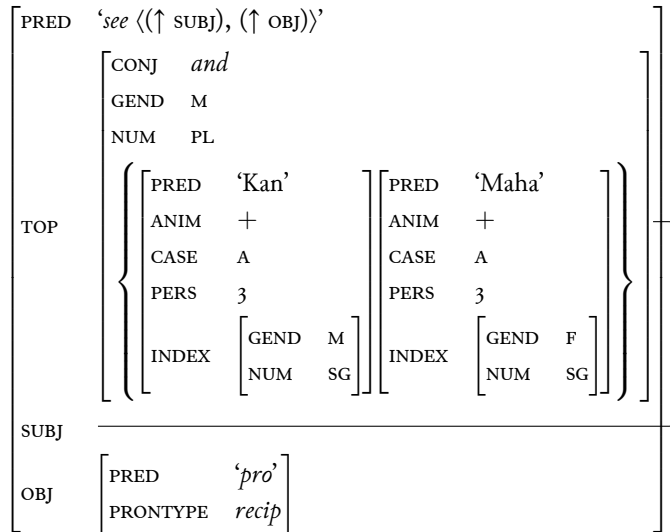 PRED ‘see ⟨(↑ SUBJ), (↑ OBJ)⟩’
CONJ and
GEND M
NUM PL
PRED ‘Kan’ PRED ‘Maha’
ANIM + ANIM +
TOP
CASE A CASE A
PERS 3 PERS 3
GEND M GEND F
INDEX INDEX
NUM SG NUM SG
SUBJ
PRED ‘pro’
OBJ
PRONTYPE recip